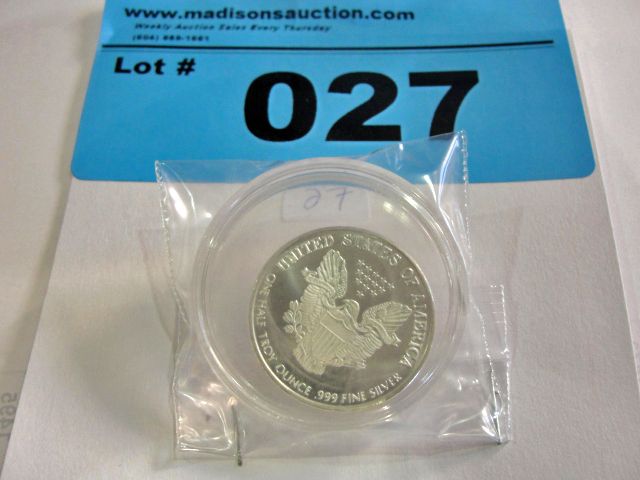 www.madisonsauction.com
Weekly Auction Sales Every Thursday
Lot # 027
27
UNITED STATES OF AMERICA
ONE HALF TROY OUNCE .999 FINE SILVER
1495